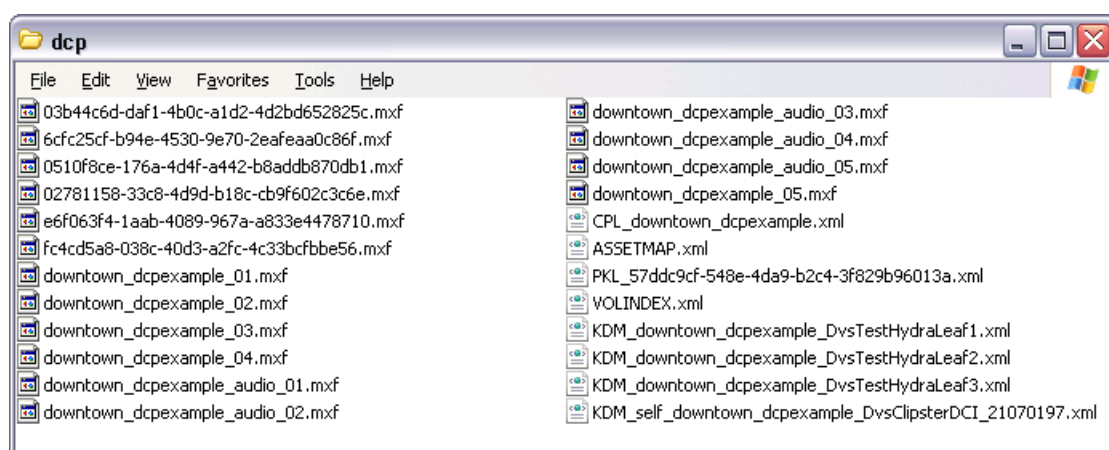 dcp
File Edit View Favorites Tools Help
03b44c6d-daf1-4b0c-a1d2-4d2bd652825c.mxf
6cfc25cf-b94e-4530-9e70-2eafeaa0c86f.mxf
0510f8ce-176a-4d4f-a442-b8addb870db1.mxf
02781158-33c8-4d9d-b18c-cb9f602c3c6e.mxf
e6f063f4-1aab-4089-967a-a833e4478710.mxf
fc4cd5a8-038c-40d3-a2fc-4c33bcfbbe56.mxf
downtown_dcpexample_01.mxf
downtown_dcpexample_02.mxf
downtown_dcpexample_03.mxf
downtown_dcpexample_04.mxf
downtown_dcpexample_audio_01.mxf
downtown_dcpexample_audio_02.mxf
downtown_dcpexample_audio_03.mxf
downtown_dcpexample_audio_04.mxf
downtown_dcpexample_audio_05.mxf
downtown_dcpexample_05.mxf
CPL_downtown_dcpexample.xml
ASSETMAP.xml
PKL_57ddc9cf-548e-4da9-b2c4-3f829b96013a.xml
VOLINDEX.xml
KDM_downtown_dcpexample_DvsTestHydraLeaf1.xml
KDM_downtown_dcpexample_DvsTestHydraLeaf2.xml
KDM_downtown_dcpexample_DvsTestHydraLeaf3.xml
KDM_self_downtown_dcpexample_DvsClipsterDCI_21070197.xml